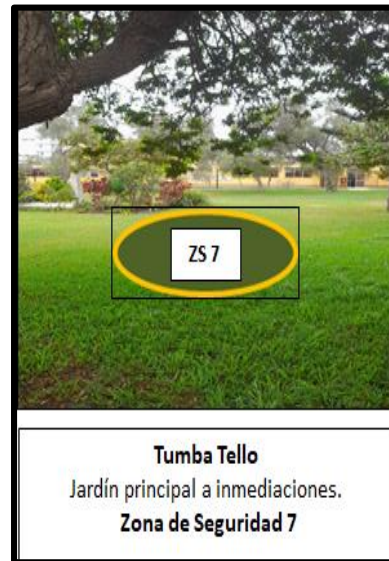 ZS 7
Tumba Tello
Jardín principal a inmediaciones.
Zona de Seguridad 7